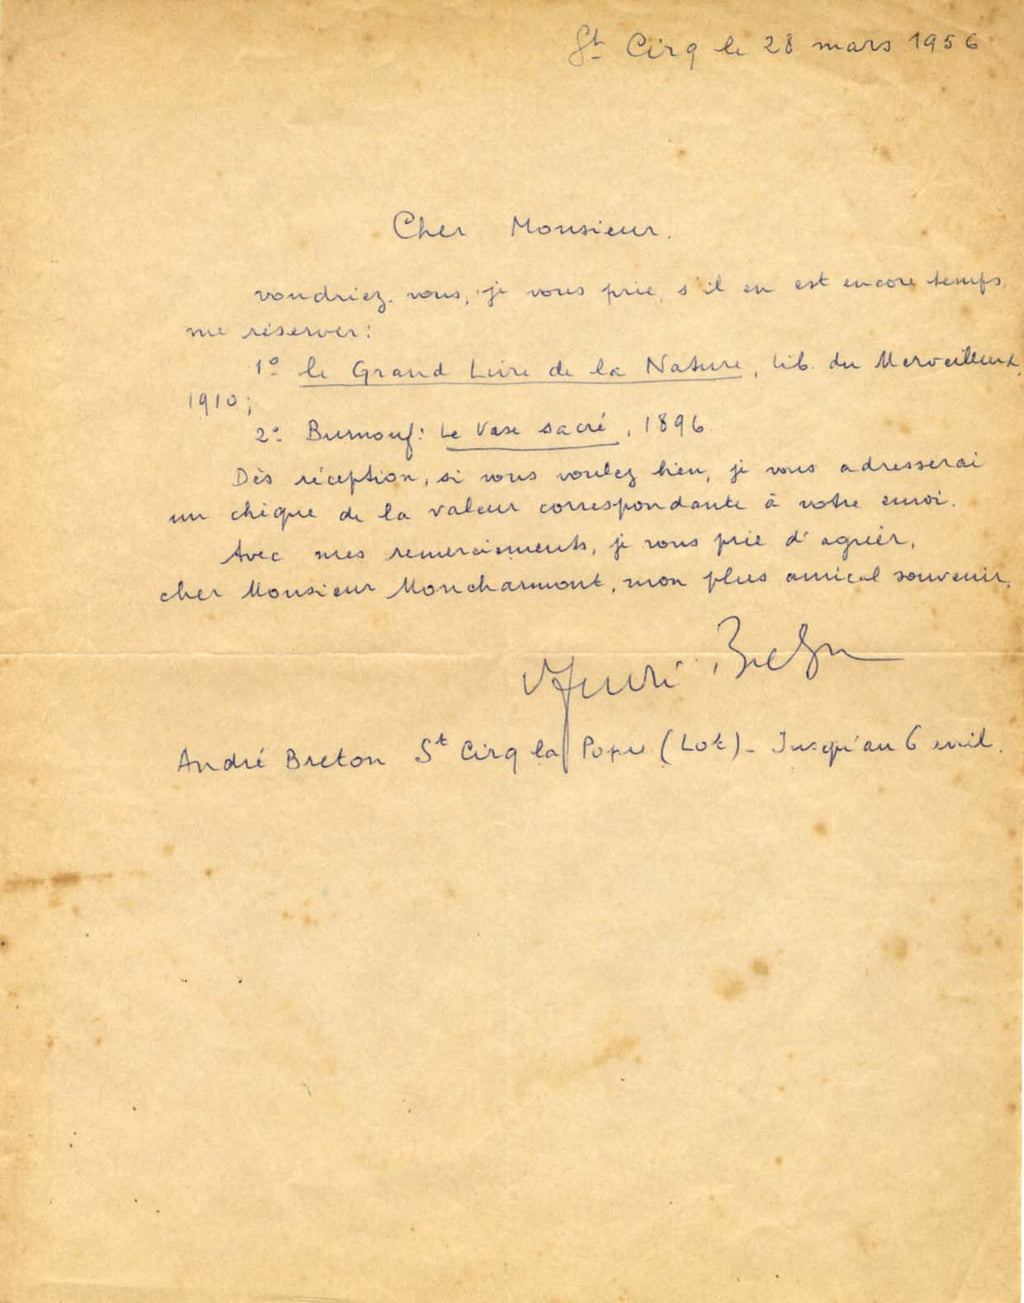 St Cirq le 28 mars 1956
Cher Monsieur,
voudriez-vous, je vous prie, s'il en est encore temps,
me réserver:
1º le Grand Livre de la Nature, lib. du Merveilleux,
1910;
2º Burnouf: Le Vase sacré, 1896.
Dès réception, si vous voulez bien, je vous adresserai
un chèque de la valeur correspondante à votre envoi.
Avec mes remerciements, je vous prie d'agréer,
cher Monsieur Moncharmont, mon plus amical souvenir,
André Breton
André Breton St Cirq la Popie (Lot) - Jusqu'au 6 avril.